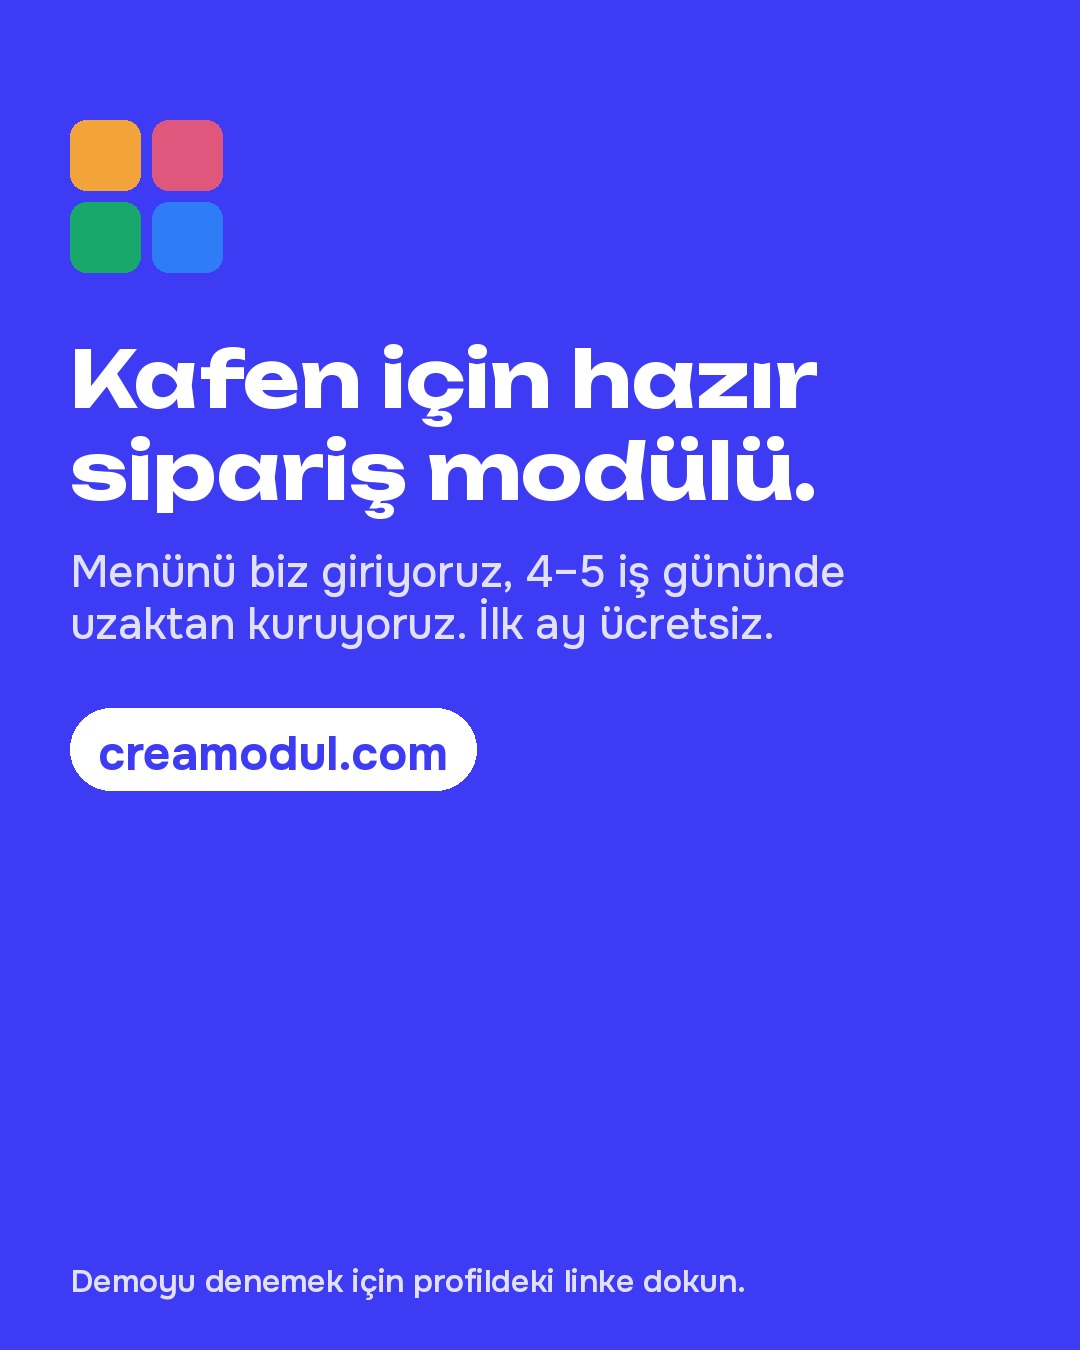 Kafen için hazır
sipariş modülü.
Menünü biz giriyoruz, 4–5 iş gününde
uzaktan kuruyoruz. İlk ay ücretsiz.
creamodul.com
Demoyu denemek için profildeki linke dokun.